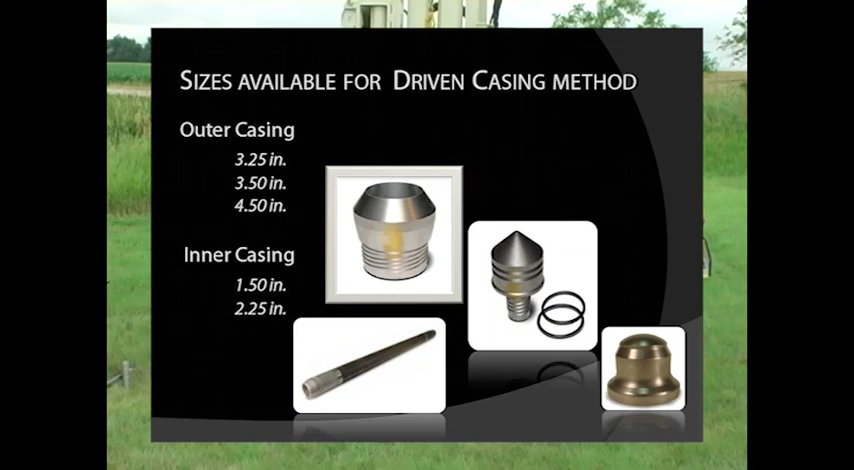 Sizes available for Driven Casing method
Outer Casing
3.25 in.
3.50 in.
4.50 in.
Inner Casing
1.50 in.
2.25 in.